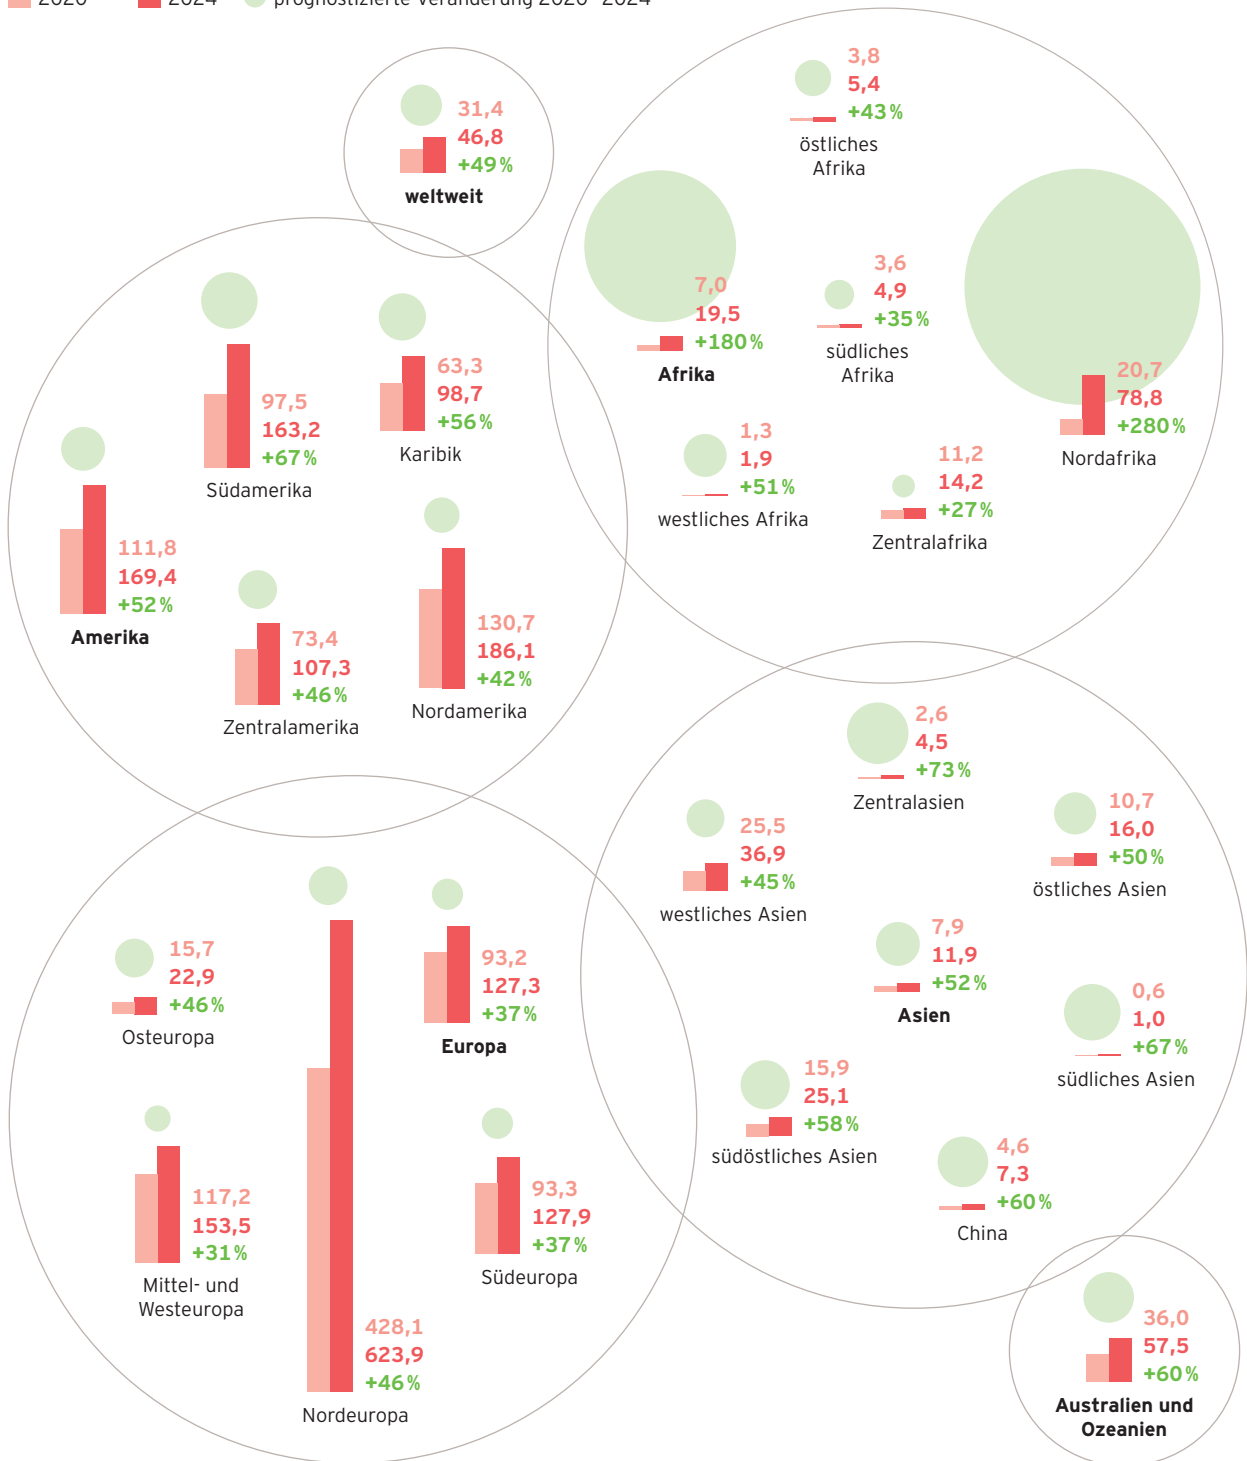 2020 2024 prognostizierte Veränderung 2020–2024
31,4
46,8
+49 %
weltweit
3,8
5,4
+43 %
östliches
Afrika
7,0
19,5
+180 %
Afrika
3,6
4,9
+35 %
südliches
Afrika
20,7
78,8
+280 %
Nordafrika
1,3
1,9
+51 %
westliches Afrika
11,2
14,2
+27 %
Zentralafrika
97,5
163,2
+67 %
Südamerika
63,3
98,7
+56 %
Karibik
111,8
169,4
+52 %
Amerika
73,4
107,3
+46 %
Zentralamerika
130,7
186,1
+42 %
Nordamerika
2,6
4,5
+73 %
Zentralasien
25,5
36,9
+45 %
westliches Asien
10,7
16,0
+50 %
östliches Asien
7,9
11,9
+52 %
Asien
0,6
1,0
+67 %
südliches Asien
15,9
25,1
+58 %
südöstliches Asien
4,6
7,3
+60 %
China
15,7
22,9
+46 %
Osteuropa
93,2
127,3
+37 %
Europa
117,2
153,5
+31 %
Mittel- und
Westeuropa
93,3
127,9
+37 %
Südeuropa
428,1
623,9
+46 %
Nordeuropa
36,0
57,5
+60 %
Australien und
Ozeanien